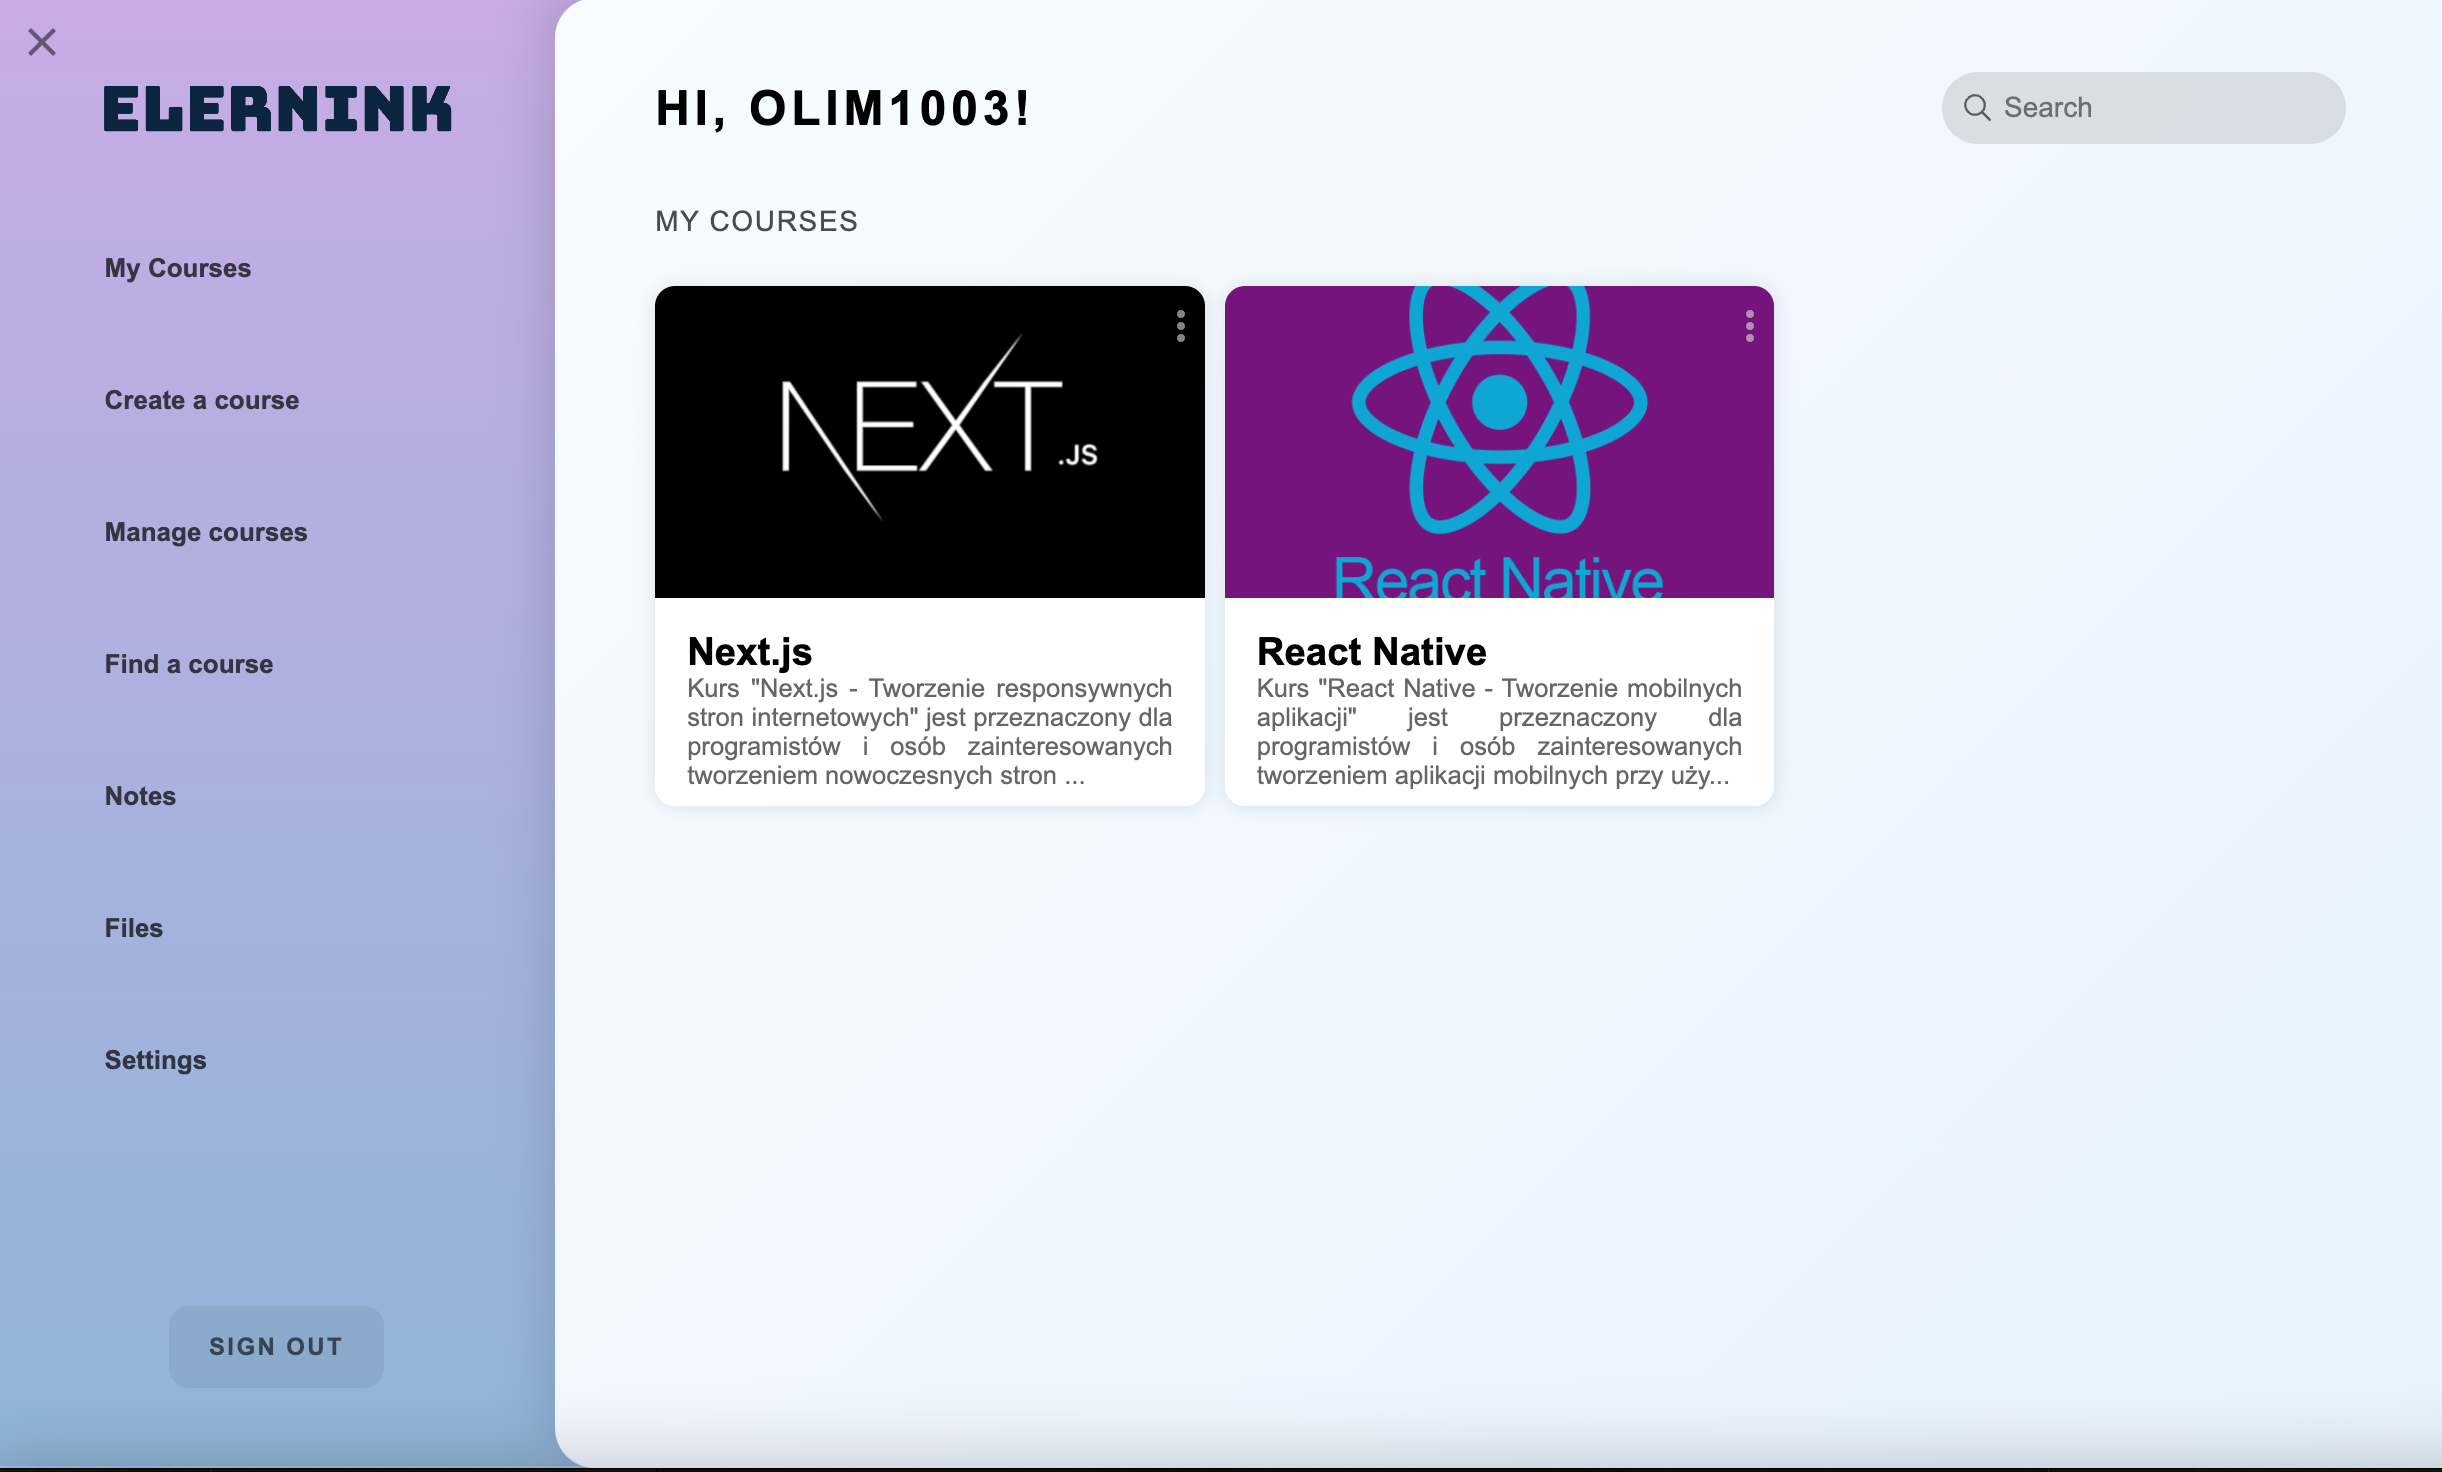 ELERNINK
My Courses
Create a course
Manage courses
Find a course
Notes
Files
Settings
SIGN OUT
HI, OLIM1003!
Search
MY COURSES
NEXT.JS
Next.js
Kurs "Next.js - Tworzenie responsywnych
stron internetowych" jest przeznaczony dla
programistów i osób zainteresowanych
tworzeniem nowoczesnych stron ...
React Native
React Native
Kurs "React Native - Tworzenie mobilnych
aplikacji" jest przeznaczony dla
programistów i osób zainteresowanych
tworzeniem aplikacji mobilnych przy uży...